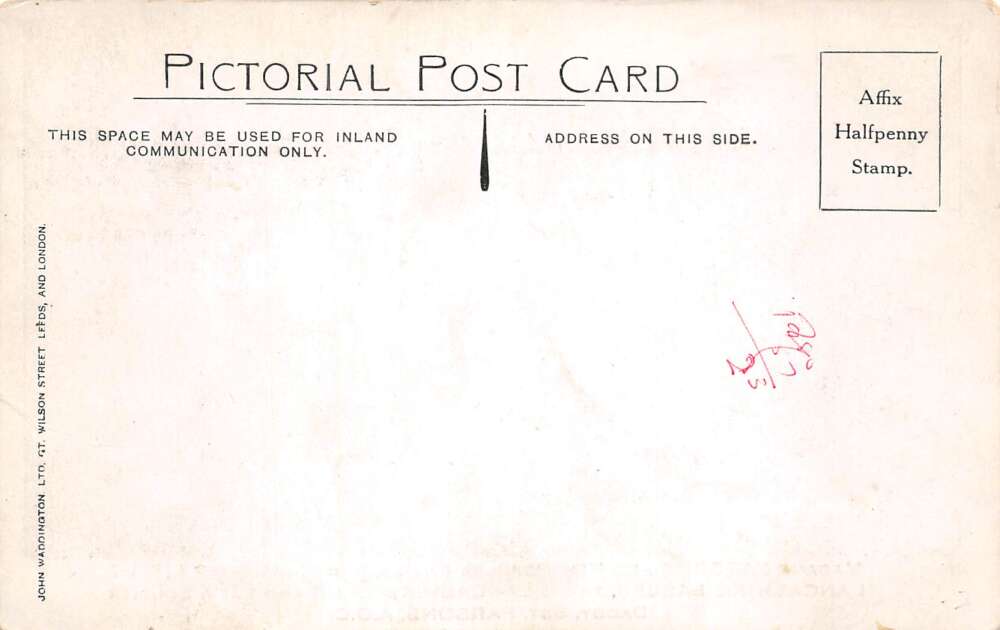 PICTORIAL POST CARD
THIS SPACE MAY BE USED FOR INLAND
COMMUNICATION ONLY.
ADDRESS ON THIS SIDE.
Affix
Halfpenny
Stamp.
JOHN WADDINGTON LTD. GT. WILSON STREET LEEDS, AND LONDON.